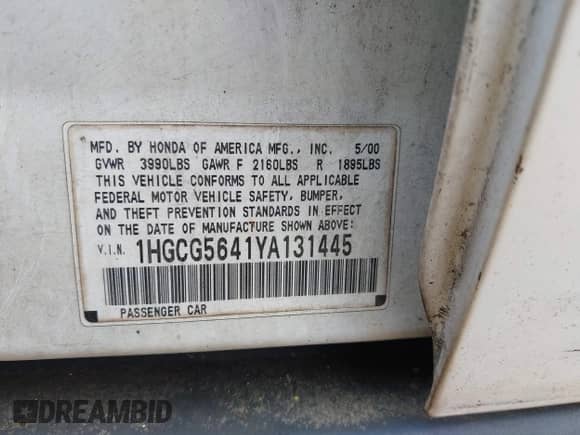 MFD. BY HONDA OF AMERICA MFG., INC. 5/00
GVWR 3990LBS GAWR F 2160LBS R 1895LBS
THIS VEHICLE CONFORMS TO ALL APPLICABLE
FEDERAL MOTOR VEHICLE SAFETY, BUMPER,
AND THEFT PREVENTION STANDARDS IN EFFECT
ON THE DATE OF MANUFACTURE SHOWN ABOVE:
V.I.N. 1HGCG5641YA131445
PASSENGER CAR
DREAMBID